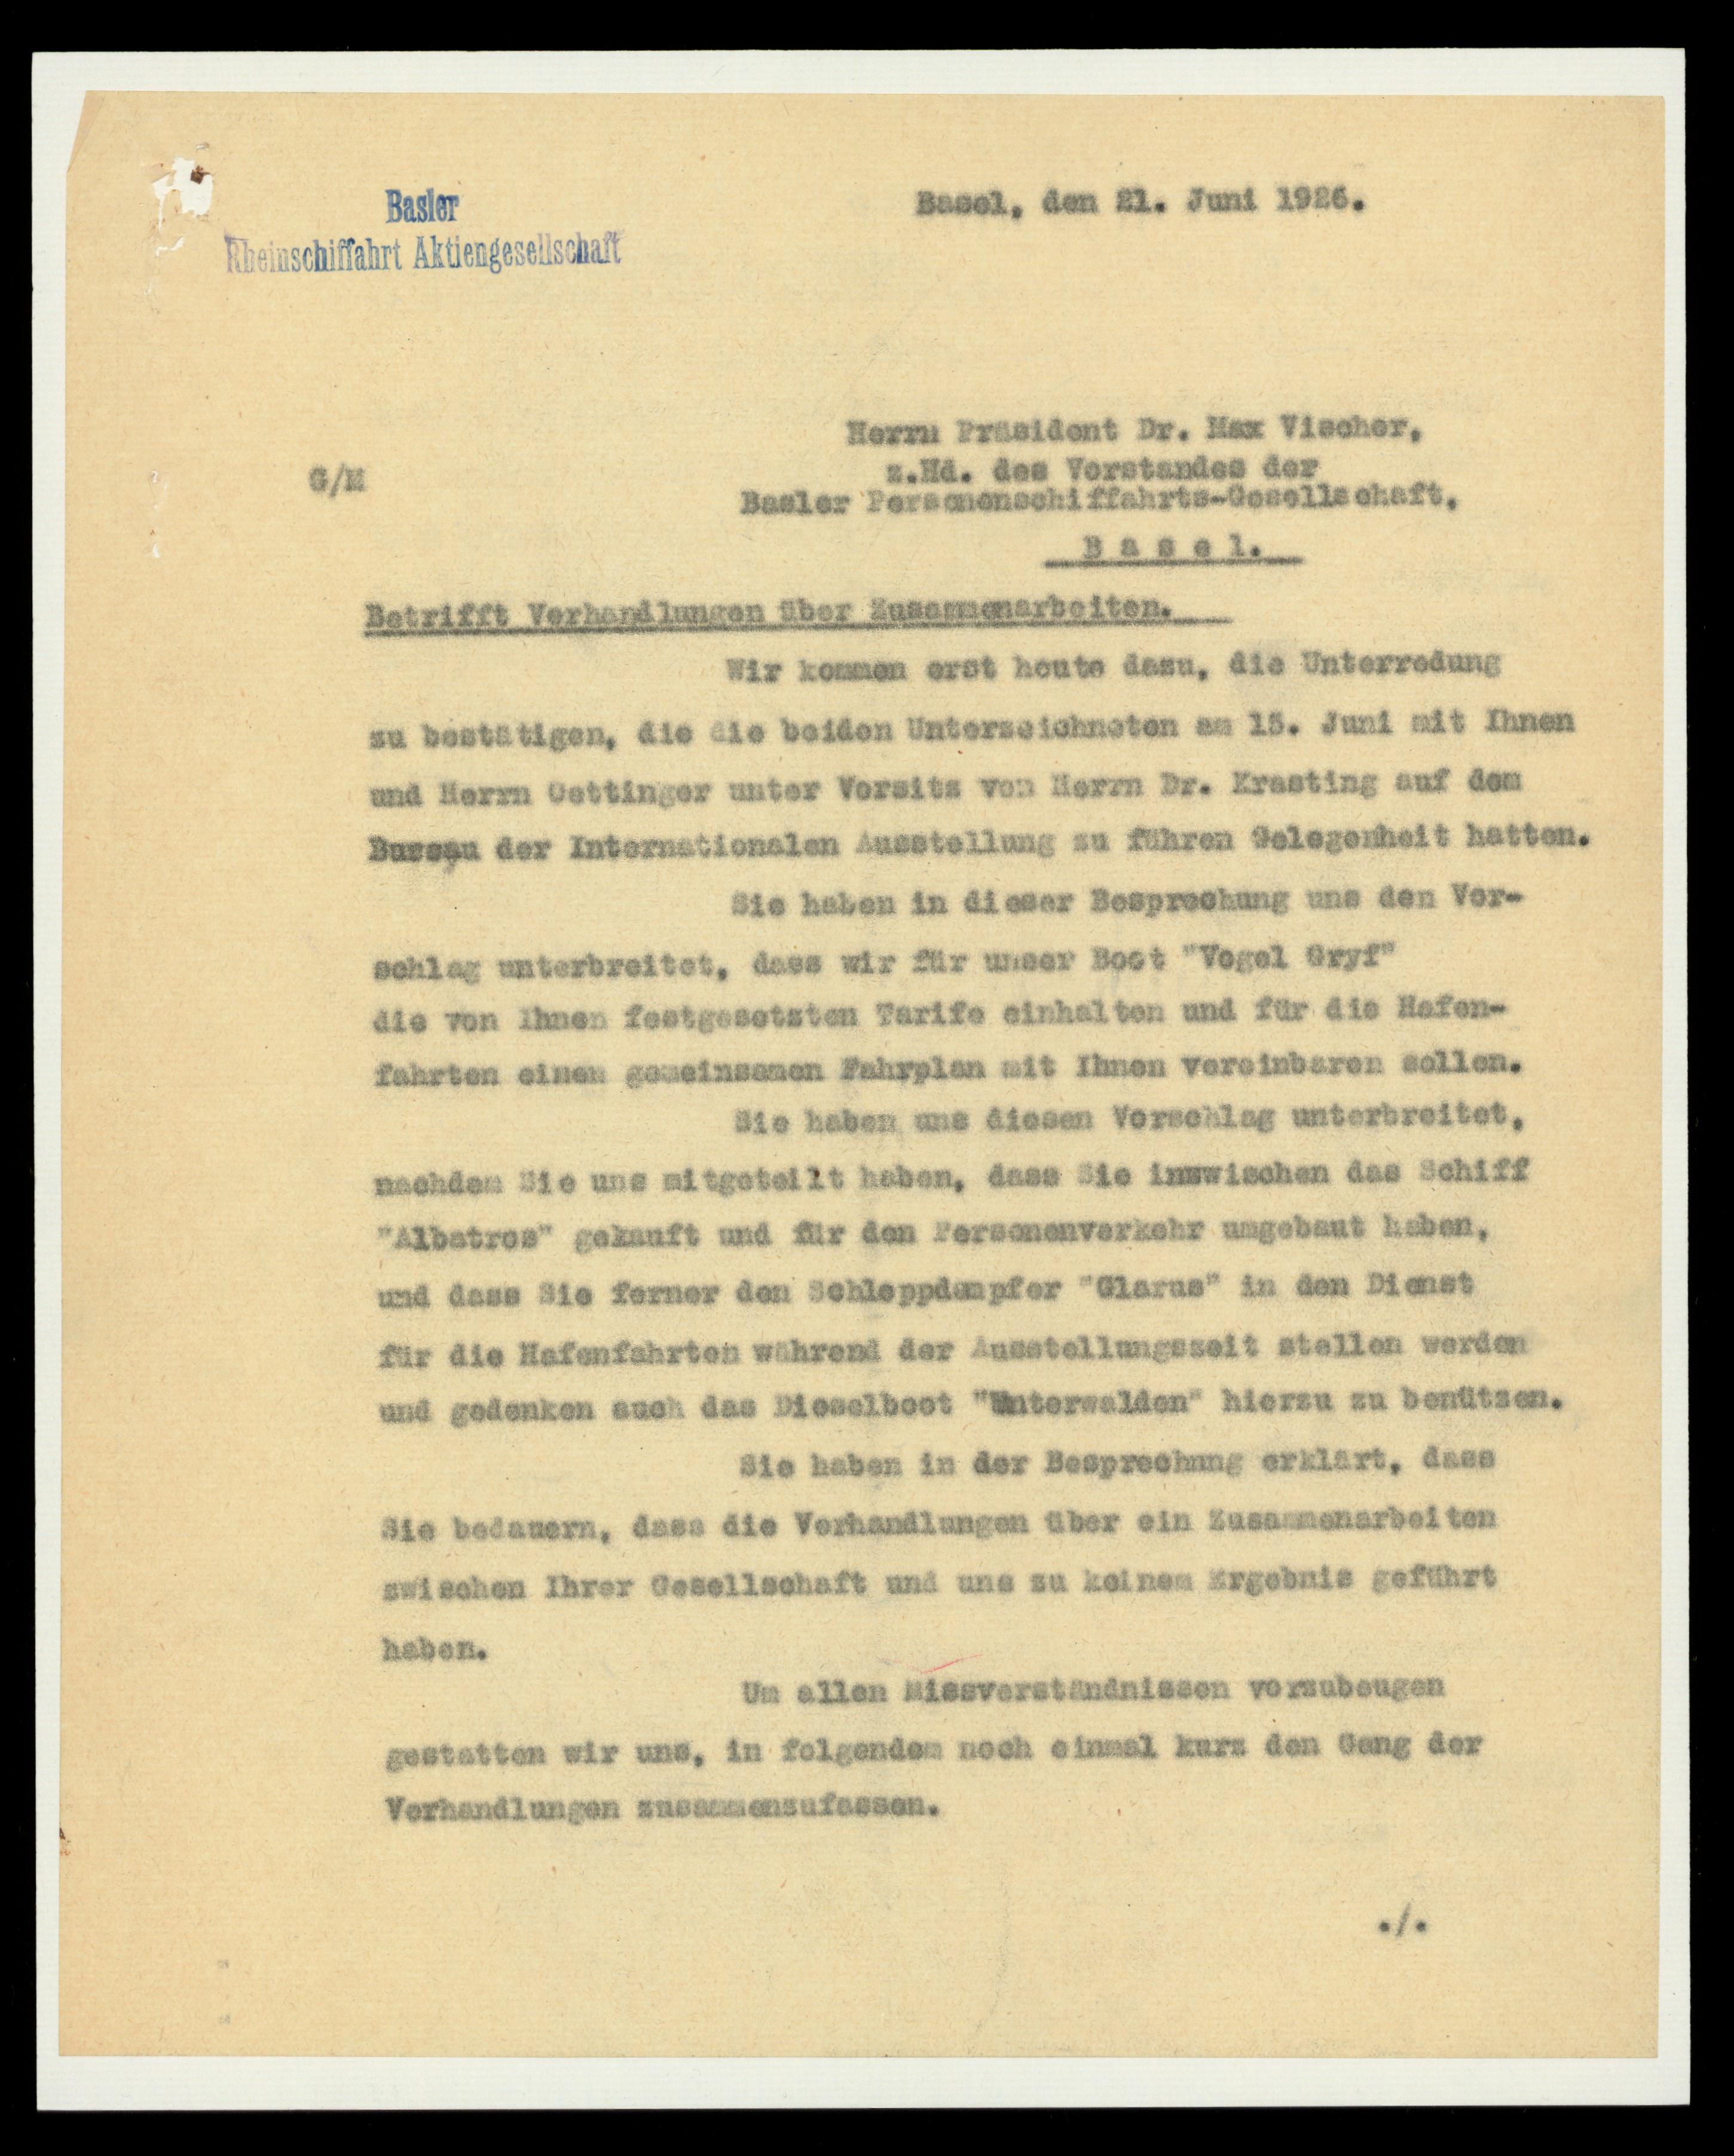 Basler
Rheinschiffahrt Aktiengesellschaft
Basel, den 21. Juni 1926.
Herrn Präsident Dr. Max Vischer,
z.Hd. des Vorstandes der
G/M
Basler Personenschiffahrts-Gesellschaft,
B a s e l.
Betrifft Verhandlungen über Zusammenarbeiten.
Wir kommen erst heute dazu, die Unterredung
zu bestätigen, die die beiden Unterzeichneten am 15. Juni mit Ihnen
und Herrn Oettinger unter Vorsitz von Herrn Dr. Krasting auf dem
Bureau der Internationalen Ausstellung zu führen Gelegenheit hatten.
Sie haben in dieser Besprechung uns den Vor-
schlag unterbreitet, dass wir für unser Boot "Vogel Gryf"
die von Ihnen festgesetzten Tarife einhalten und für die Hafen-
fahrten einen gemeinsamen Fahrplan mit Ihnen vereinbaren sollen.
Sie haben uns diesen Vorschlag unterbreitet,
nachdem Sie uns mitgeteilt haben, dass Sie inzwischen das Schiff
"Albatros" gekauft und für den Personenverkehr umgebaut haben,
und dass Sie ferner den Schleppdampfer "Glarus" in den Dienst
für die Hafenfahrten während der Ausstellungszeit stellen werden
und gedenken auch das Dieselboot "Unterwalden" hierzu zu benützen.
Sie haben in der Besprechung erklärt, dass
Sie bedauern, dass die Verhandlungen über ein Zusammenarbeiten
zwischen Ihrer Gesellschaft und uns zu keinem Ergebnis geführt
haben.
Um allen Missverständnissen vorzubeugen
gestatten wir uns, in folgendem noch einmal kurz den Gang der
Verhandlungen zusammenzufassen.
./.